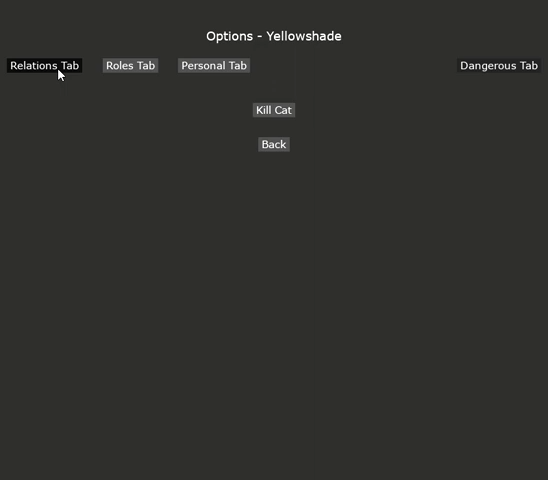 Options - Yellowshade
Relations Tab Roles Tab Personal Tab Dangerous Tab
Kill Cat
Back